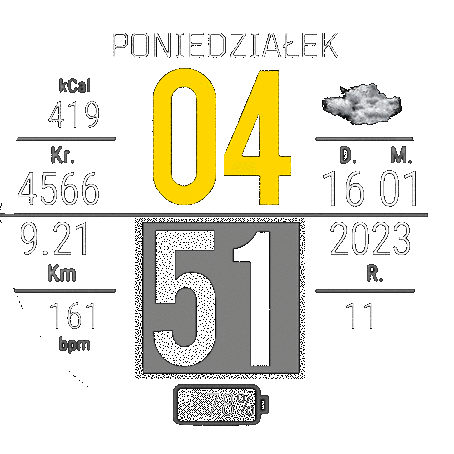 PONIEDZIAŁEK
kCal
419
04
Kr.
4566
D. M.
16 01
9.21
Km
51
2023
R.
161
bpm
11